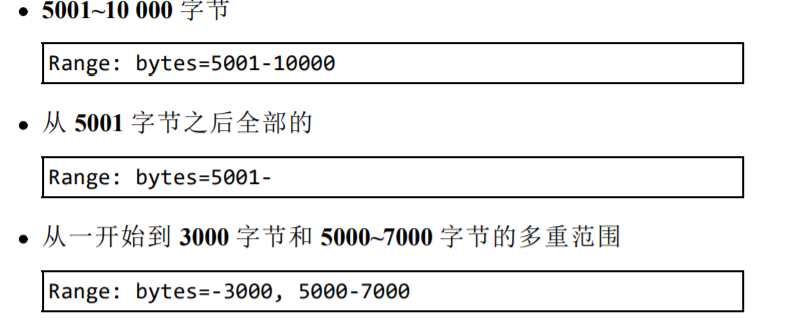 • 5001~10 000 字节
Range: bytes=5001-10000
• 从 5001 字节之后全部的
Range: bytes=5001-
• 从一开始到 3000 字节和 5000~7000 字节的多重范围
Range: bytes=-3000, 5000-7000